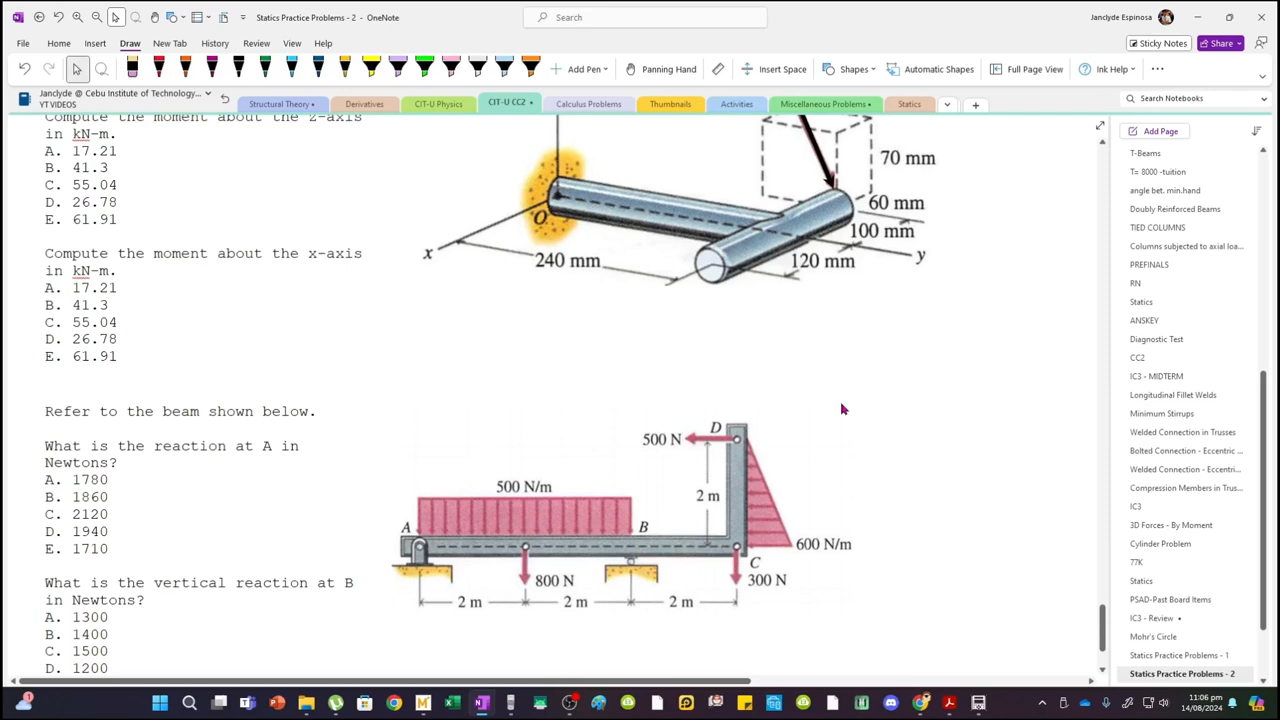 Statics Practice Problems - 2 - OneNote
Search
Janclyde Espinosa
File Home Insert Draw New Tab History Review View Help
Sticky Notes
Share
Add Pen
Panning Hand
Insert Space
Shapes
Automatic Shapes
Full Page View
Ink Help
Janclyde @ Cebu Institute of Technology...
YT VIDEOS
Structural Theory
Derivatives
CIT-U Physics
CIT-U CC2
Calculus Problems
Thumbnails
Activities
Miscellaneous Problems
Statics
Search Notebooks
Compute the moment about the z-axis
in kN-m.
A. 17.21
B. 41.3
C. 55.04
D. 26.78
E. 61.91
Compute the moment about the x-axis
in kN-m.
A. 17.21
B. 41.3
C. 55.04
D. 26.78
E. 61.91
70 mm
60 mm
100 mm
120 mm
240 mm
O
x
y
Refer to the beam shown below.
What is the reaction at A in
Newtons?
A. 1780
B. 1860
C. 2120
D. 1940
E. 1710
What is the vertical reaction at B
in Newtons?
A. 1300
B. 1400
C. 1500
D. 1200
500 N
D
500 N/m
2 m
A
B
600 N/m
C
800 N
300 N
2 m
2 m
2 m
Add Page
T-Beams
T= 8000 -tuition
angle bet. min.hand
Doubly Reinforced Beams
TIED COLUMNS
Columns subjected to axial loa...
PREFINALS
RN
Statics
ANSKEY
Diagnostic Test
CC2
IC3 - MIDTERM
Longitudinal Fillet Welds
Minimum Stirrups
Welded Connection in Trusses
Bolted Connection - Eccentric ...
Welded Connection - Eccentri...
Compression Members in Trus...
IC3
3D Forces - By Moment
Cylinder Problem
77K
Statics
PSAD-Past Board Items
IC3 - Review
Mohr's Circle
Statics Practice Problems - 1
Statics Practice Problems - 2
11:06 pm
14/08/2024